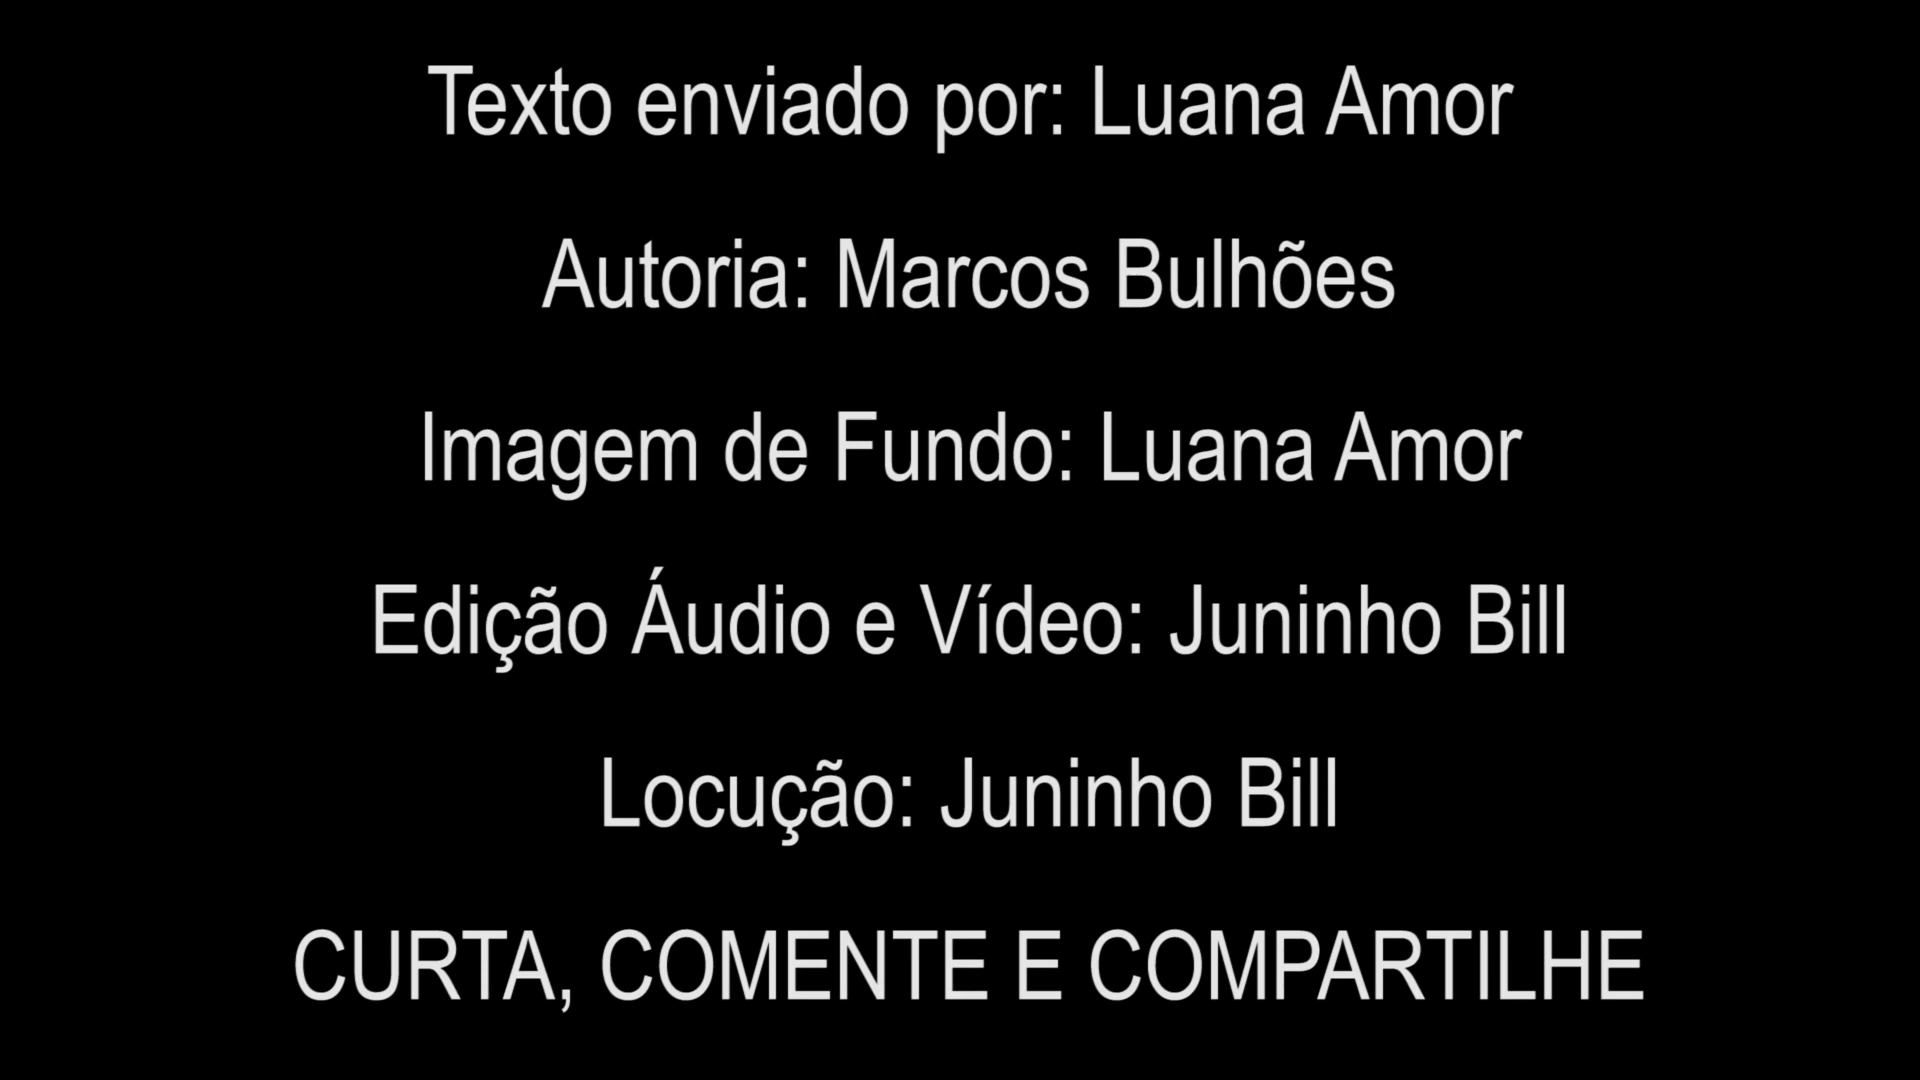 Texto enviado por: Luana Amor
Autoria: Marcos Bulhões
Imagem de Fundo: Luana Amor
Edição Áudio e Vídeo: Juninho Bill
Locução: Juninho Bill
CURTA, COMENTE E COMPARTILHE